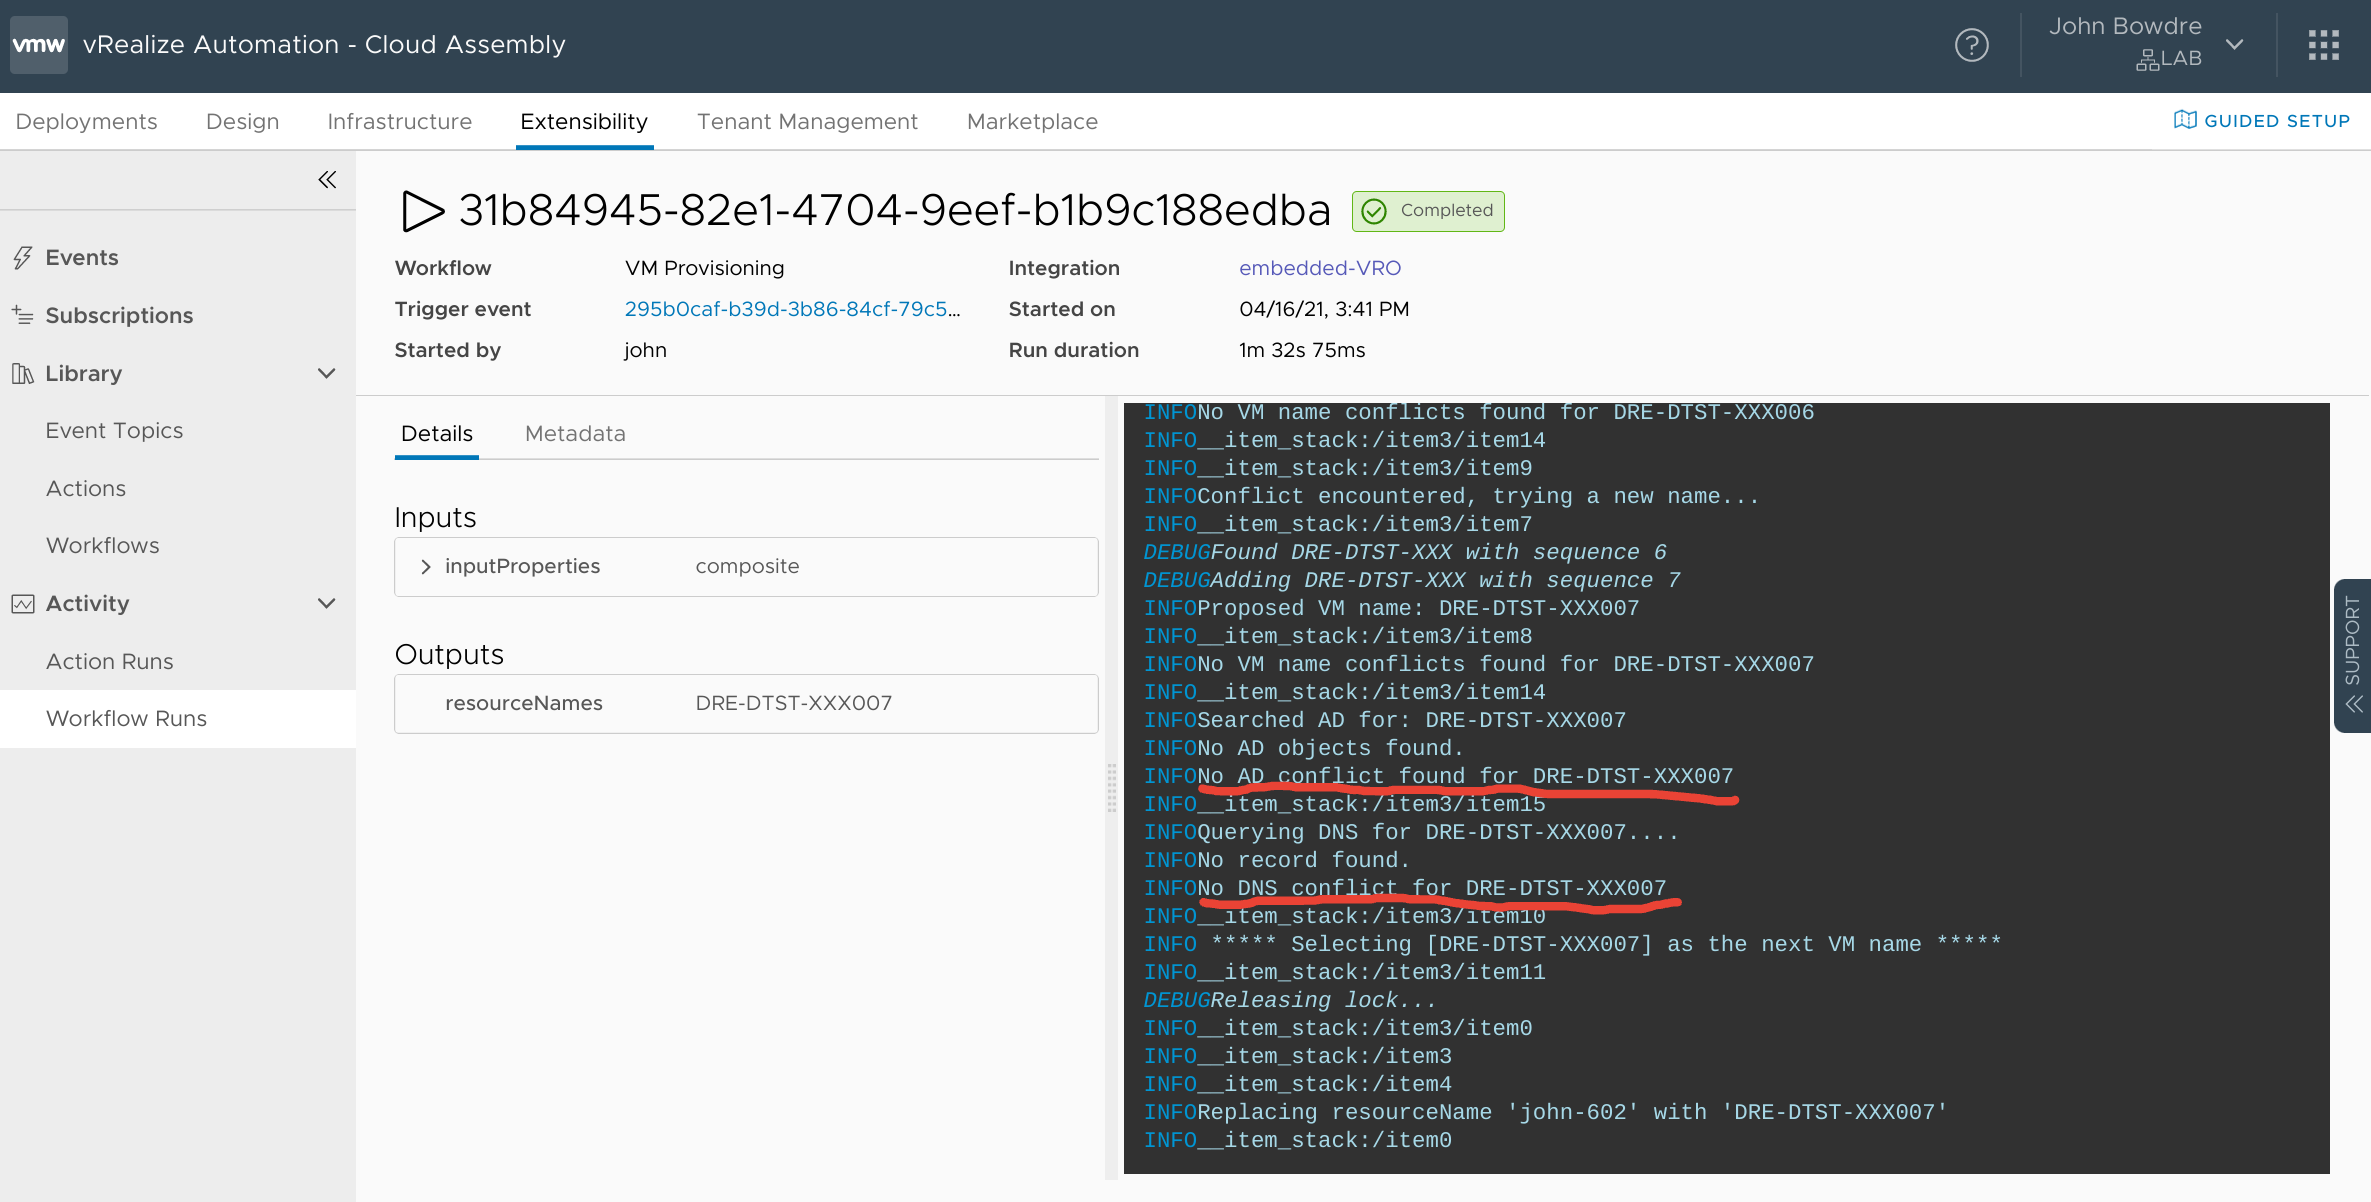 vmw vRealize Automation - Cloud Assembly
John Bowdre
LAB
Deployments Design Infrastructure Extensibility Tenant Management Marketplace
GUIDED SETUP
Events
Subscriptions
Library
Event Topics
Actions
Workflows
Activity
Action Runs
Workflow Runs
31b84945-82e1-4704-9eef-b1b9c188edba Completed
Workflow VM Provisioning Integration embedded-VRO
Trigger event 295b0caf-b39d-3b86-84cf-79c5... Started on 04/16/21, 3:41 PM
Started by john Run duration 1m 32s 75ms
Details Metadata
Inputs
inputProperties composite
Outputs
resourceNames DRE-DTST-XXX007
INFONo VM name conflicts found for DRE-DTST-XXX006
INFO__item_stack:/item3/item14
INFO__item_stack:/item3/item9
INFOConflict encountered, trying a new name...
INFO__item_stack:/item3/item7
DEBUGFound DRE-DTST-XXX with sequence 6
DEBUGAdding DRE-DTST-XXX with sequence 7
INFOProposed VM name: DRE-DTST-XXX007
INFO__item_stack:/item3/item8
INFONo VM name conflicts found for DRE-DTST-XXX007
INFO__item_stack:/item3/item14
INFOSearched AD for: DRE-DTST-XXX007
INFONo AD objects found.
INFONo AD conflict found for DRE-DTST-XXX007
INFO__item_stack:/item3/item15
INFOQuerying DNS for DRE-DTST-XXX007....
INFONo record found.
INFONo DNS conflict for DRE-DTST-XXX007
INFO__item_stack:/item3/item10
INFO ***** Selecting [DRE-DTST-XXX007] as the next VM name *****
INFO__item_stack:/item3/item11
DEBUGReleasing lock...
INFO__item_stack:/item3/item0
INFO__item_stack:/item3
INFO__item_stack:/item4
INFOReplacing resourceName 'john-602' with 'DRE-DTST-XXX007'
INFO__item_stack:/item0
SUPPORT